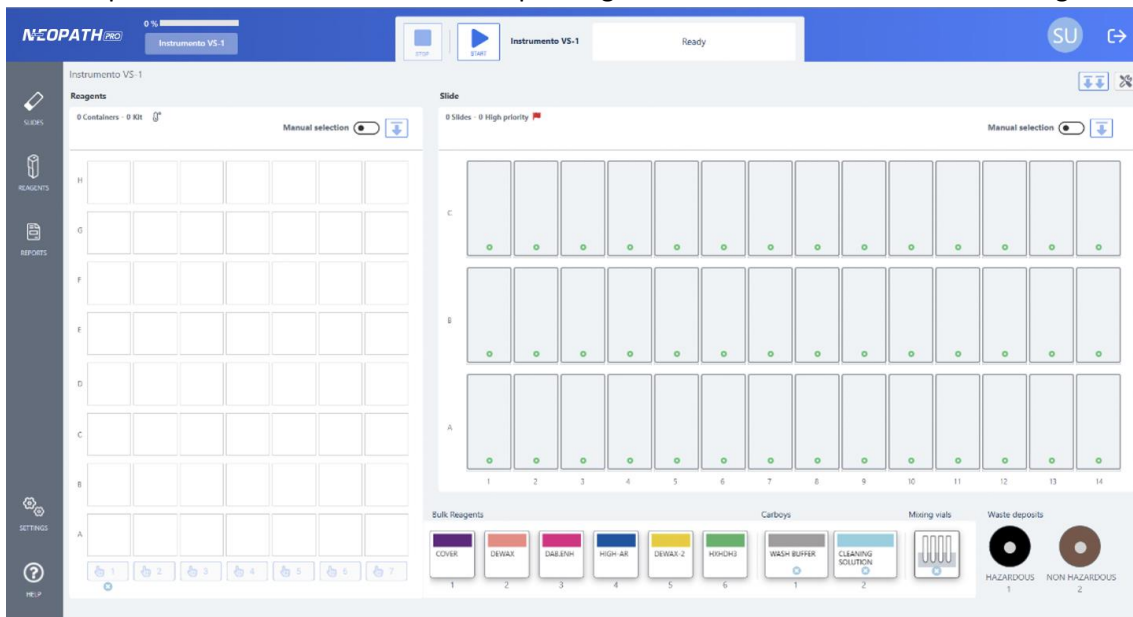 NEOPATH PRO
0 %
Instrumento VS-1
STOP
START
Instrumento VS-1
Ready
SU
Instrumento VS-1
Reagents
0 Containers - 0 Kit
Manual selection
Slide
0 Slides - 0 High priority
Manual selection
SLIDES
REAGENTS
REPORTS
SETTINGS
HELP
H
G
F
E
D
C
B
A
1 2 3 4 5 6 7
C
B
A
1 2 3 4 5 6 7 8 9 10 11 12 13 14
Bulk Reagents
COVER DEWAX DAB.ENH HIGH-AR DEWAX-2 HXHDH3
1 2 3 4 5 6
Carboys
WASH BUFFER
CLEANING
SOLUTION
1 2
Mixing vials
Waste deposits
HAZARDOUS NON HAZARDOUS
1 2